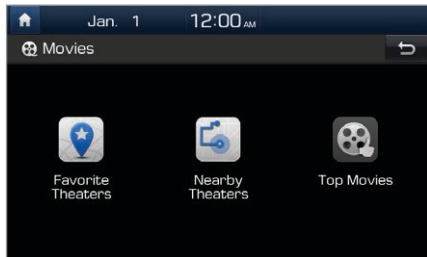 Jan. 1 12:00 AM
Movies
Favorite Theaters
Nearby Theaters
Top Movies